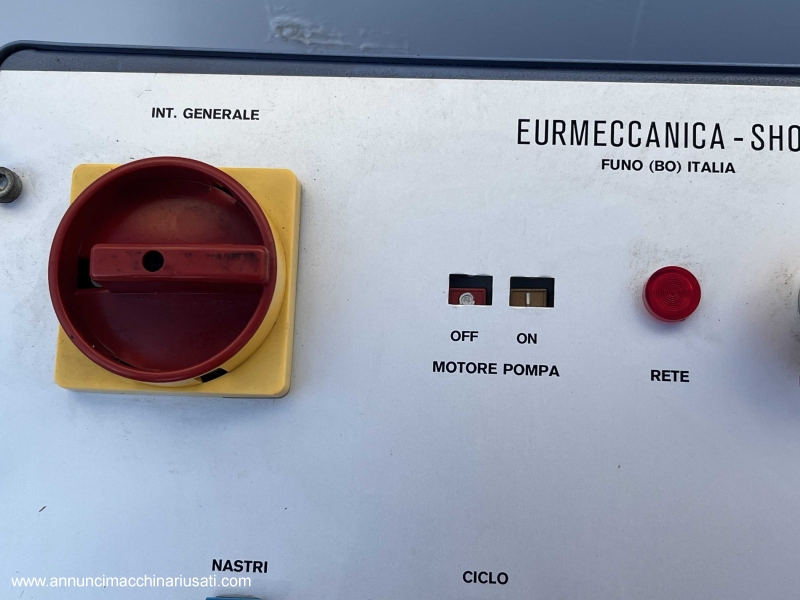 INT. GENERALE
EURMECCANICA - SHO
FUNO (BO) ITALIA
OFF ON
MOTORE POMPA
RETE
NASTRI
CICLO
www.annuncimacchinariusati.com